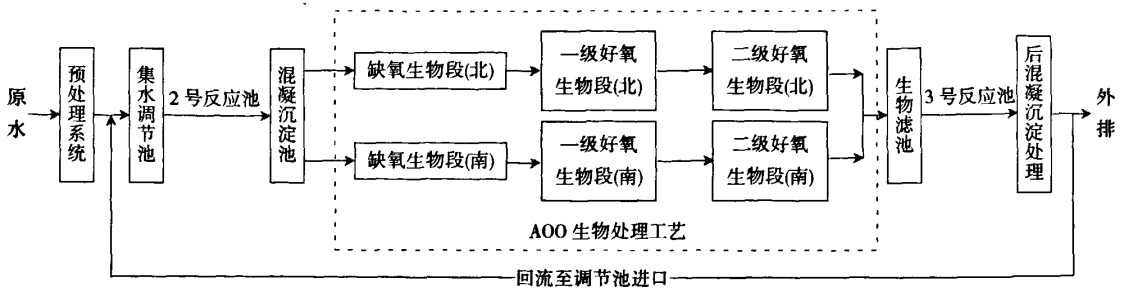 原水
预处理系统
集水调节池
2号反应池
混凝沉淀池
缺氧生物段(北)
一级好氧
生物段(北)
二级好氧
生物段(北)
缺氧生物段(南)
一级好氧
生物段(南)
二级好氧
生物段(南)
AOO生物处理工艺
生物滤池
3号反应池
后混凝沉淀处理
外排
回流至调节池进口